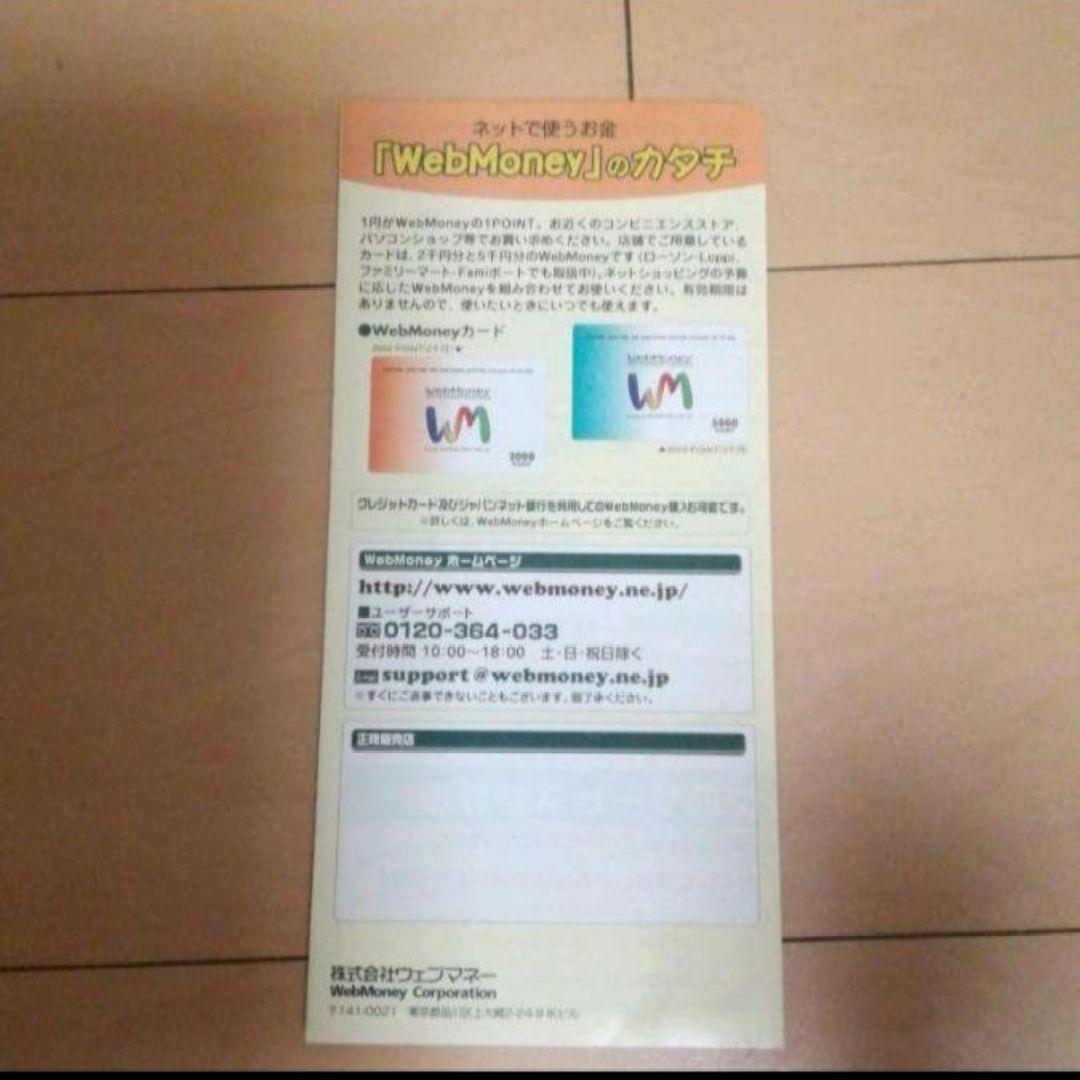 ネットで使うお金
「WebMoney」のカタチ
1円がWebMoneyの1POINT。お近くのコンビニエンスストア、
パソコンショップ等でお買い求めください。店舗でご用意している
カードは、2千円分と5千円分のWebMoneyです(ローソン・Loppi、
ファミリーマート・Famiポートでも取扱中)。ネットショッピングの予算
に応じたWebMoneyを組み合わせてお使いください。有効期限は
ありませんので、使いたいときにいつでも使えます。
●WebMoneyカード
WebMoney
WM
2000
WebMoney
WM
5000
クレジットカード及びジャパンネット銀行を利用してのWebMoney購入も可能です。
※詳しくは、WebMoneyホームページをご覧ください。
WebMoney ホームページ
http://www.webmoney.ne.jp/
■ユーザーサポート
0120-364-033
受付時間 10:00〜18:00 土・日・祝日除く
support@webmoney.ne.jp
※すぐにご返事できないこともございます。御了承ください。
正規販売店
株式会社ウェブマネー
WebMoney Corporation
〒141-0021 東京都品川区上大崎2-24-9